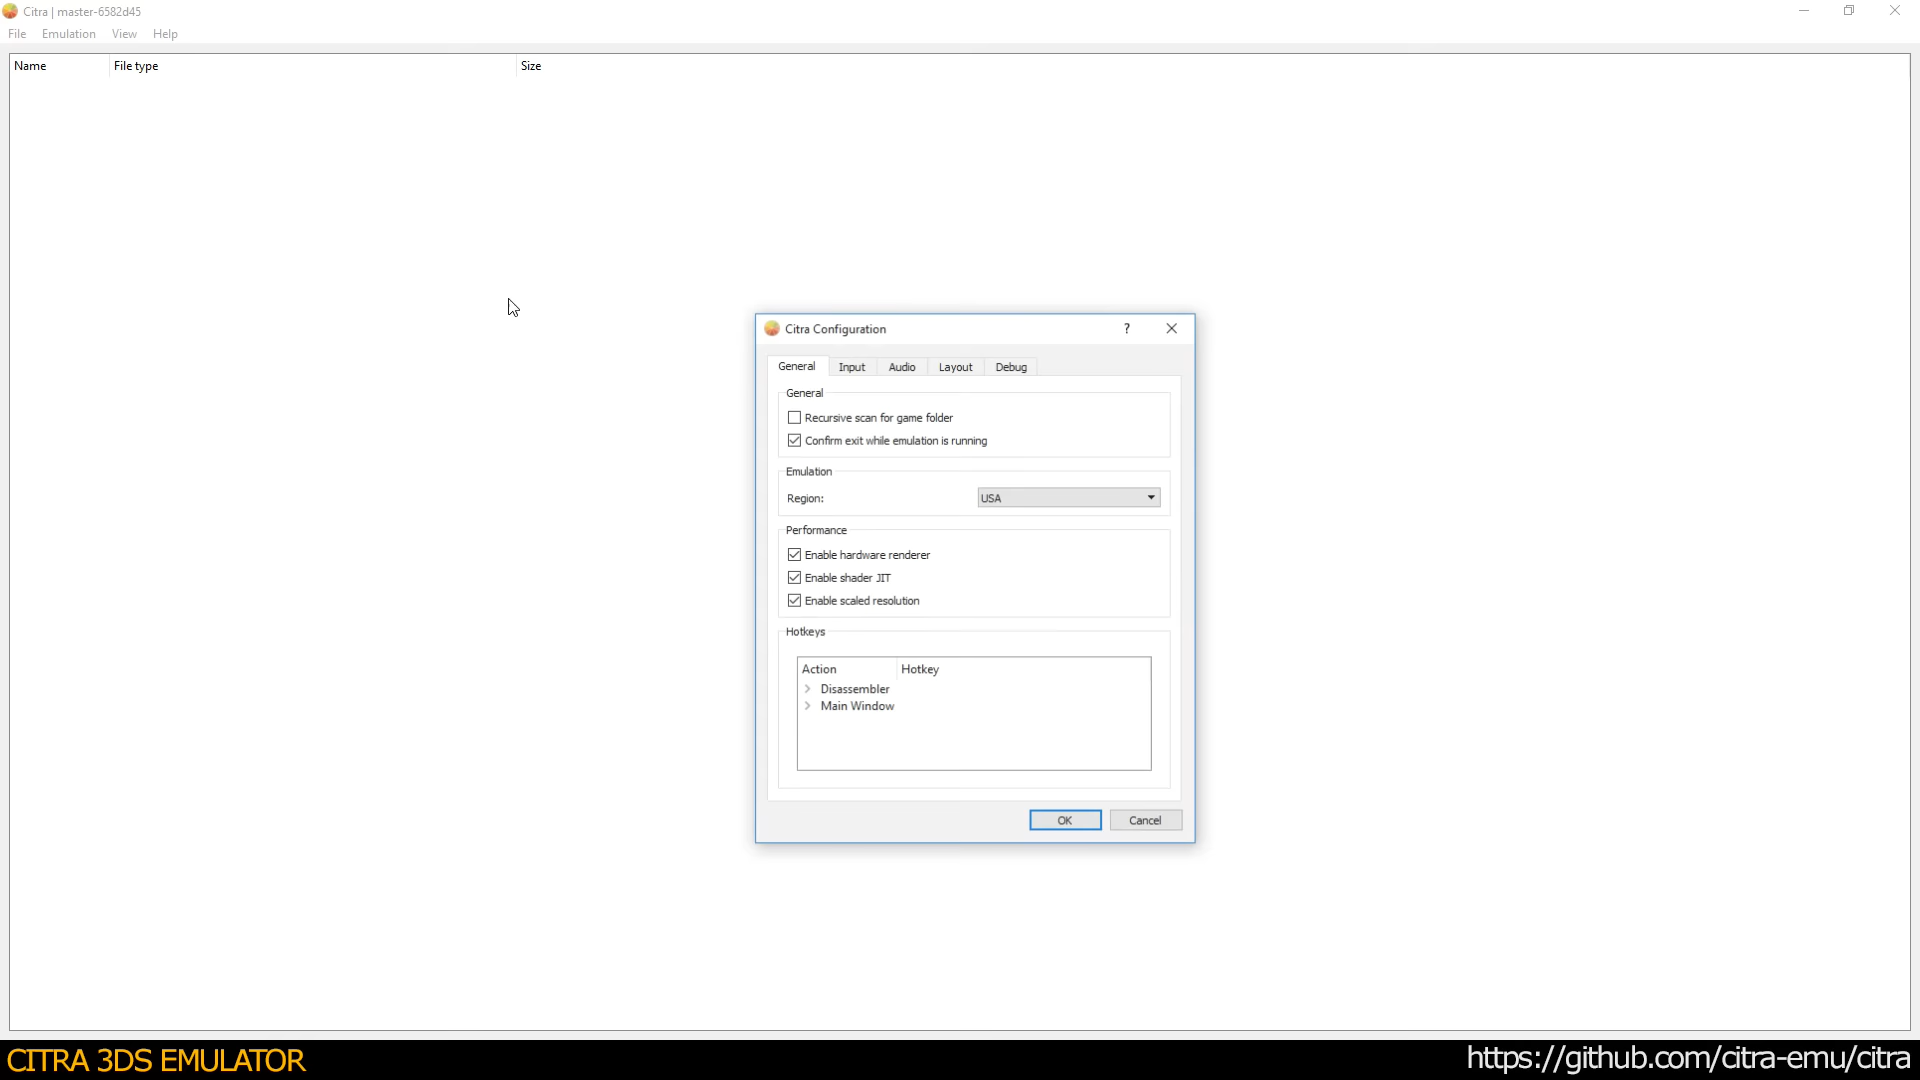 Citra | master-6582d45
File Emulation View Help
Name File type Size
Citra Configuration ?
General Input Audio Layout Debug
General
Recursive scan for game folder
Confirm exit while emulation is running
Emulation
Region: USA
Performance
Enable hardware renderer
Enable shader JIT
Enable scaled resolution
Hotkeys
Action Hotkey
Disassembler
Main Window
OK Cancel
CITRA 3DS EMULATOR https://github.com/citra-emu/citra